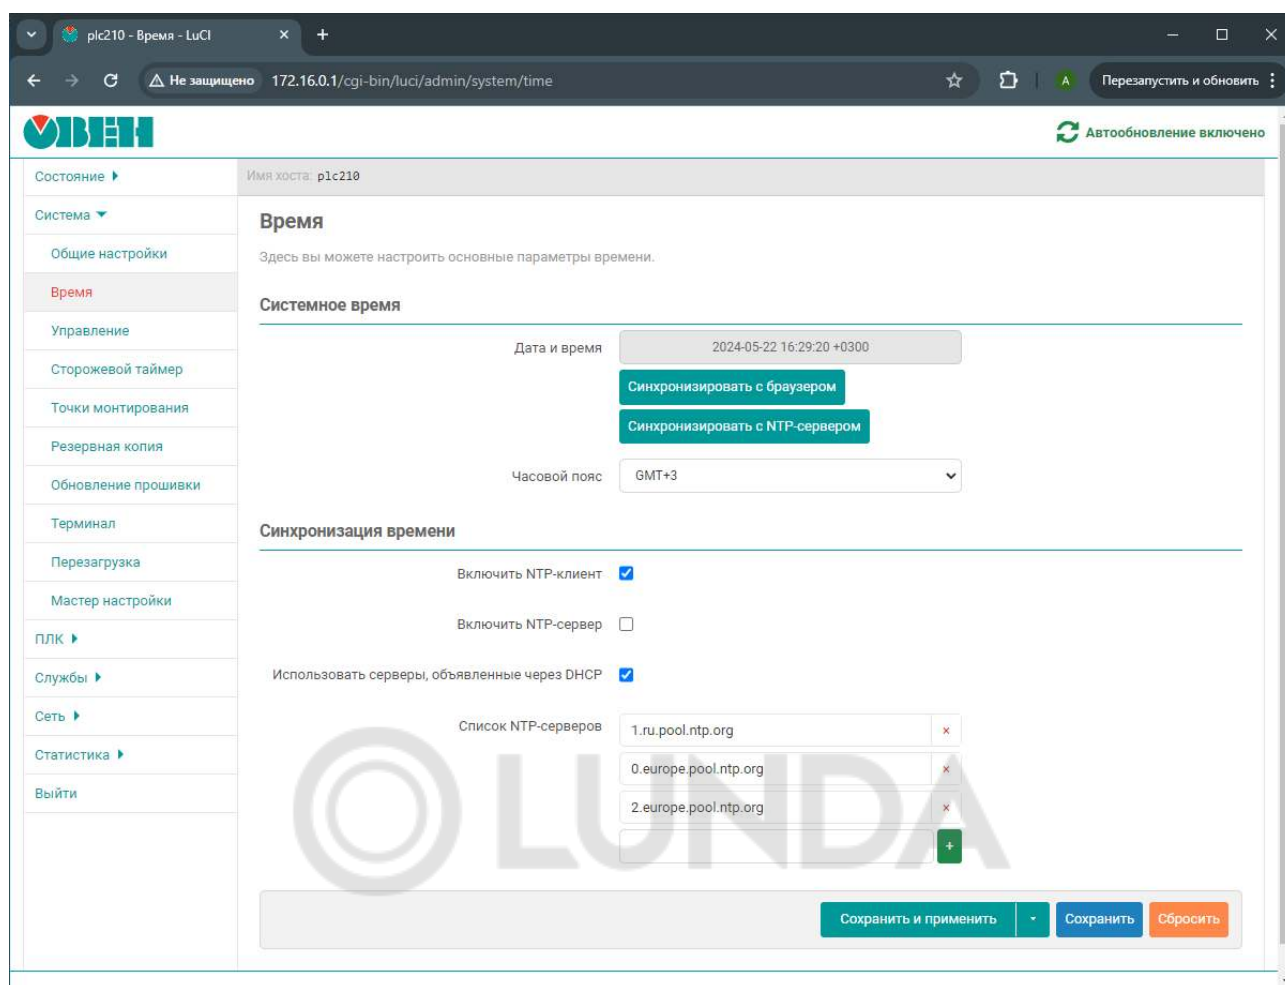 plc210 - Время - LuCI
Не защищено 172.16.0.1/cgi-bin/luci/admin/system/time A Перезапустить и обновить
ОВЕН Автообновление включено
Состояние
Имя хоста: plc210
Система
Общие настройки
Время
Управление
Сторожевой таймер
Точки монтирования
Резервная копия
Обновление прошивки
Терминал
Перезагрузка
Мастер настройки
ПЛК
Службы
Сеть
Статистика
Выйти
Время
Здесь вы можете настроить основные параметры времени.
Системное время
Дата и время 2024-05-22 16:29:20 +0300
Синхронизировать с браузером
Синхронизировать с NTP-сервером
Часовой пояс GMT+3
Синхронизация времени
Включить NTP-клиент
Включить NTP-сервер
Использовать серверы, объявленные через DHCP
Список NTP-серверов 1.ru.pool.ntp.org
0.europe.pool.ntp.org
2.europe.pool.ntp.org
LUNDA
Сохранить и применить Сохранить Сбросить